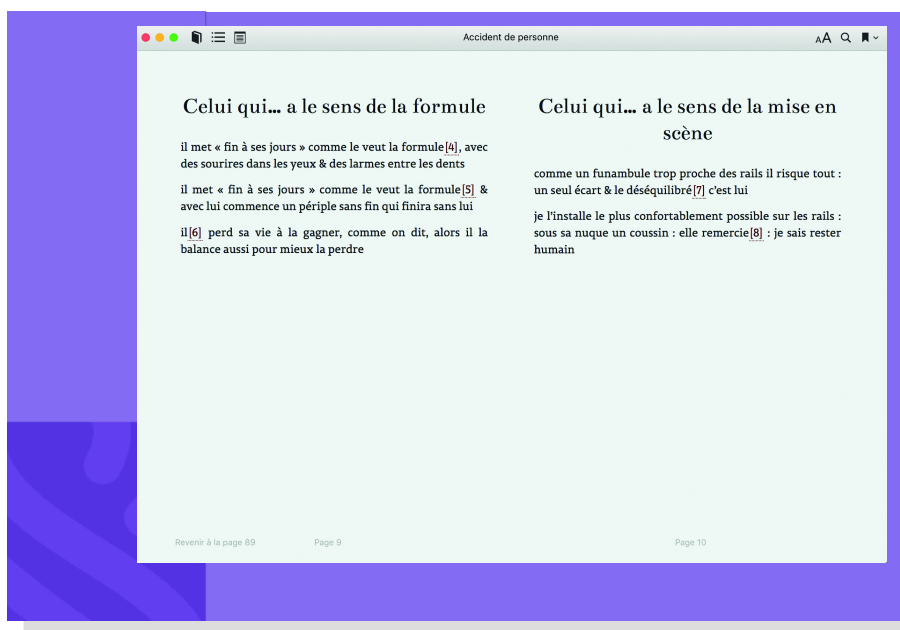 Accident de personne
AA
Celui qui… a le sens de la formule
il met « fin à ses jours » comme le veut la formule[4], avec
des sourires dans les yeux & des larmes entre les dents
il met « fin à ses jours » comme le veut la formule[5] &
avec lui commence un périple sans fin qui finira sans lui
il[6] perd sa vie à la gagner, comme on dit, alors il la
balance aussi pour mieux la perdre
Revenir à la page 89
Page 9
Celui qui… a le sens de la mise en
scène
comme un funambule trop proche des rails il risque tout :
un seul écart & le déséquilibré[7] c’est lui
je l’installe le plus confortablement possible sur les rails :
sous sa nuque un coussin : elle remercie[8] : je sais rester
humain
Page 10